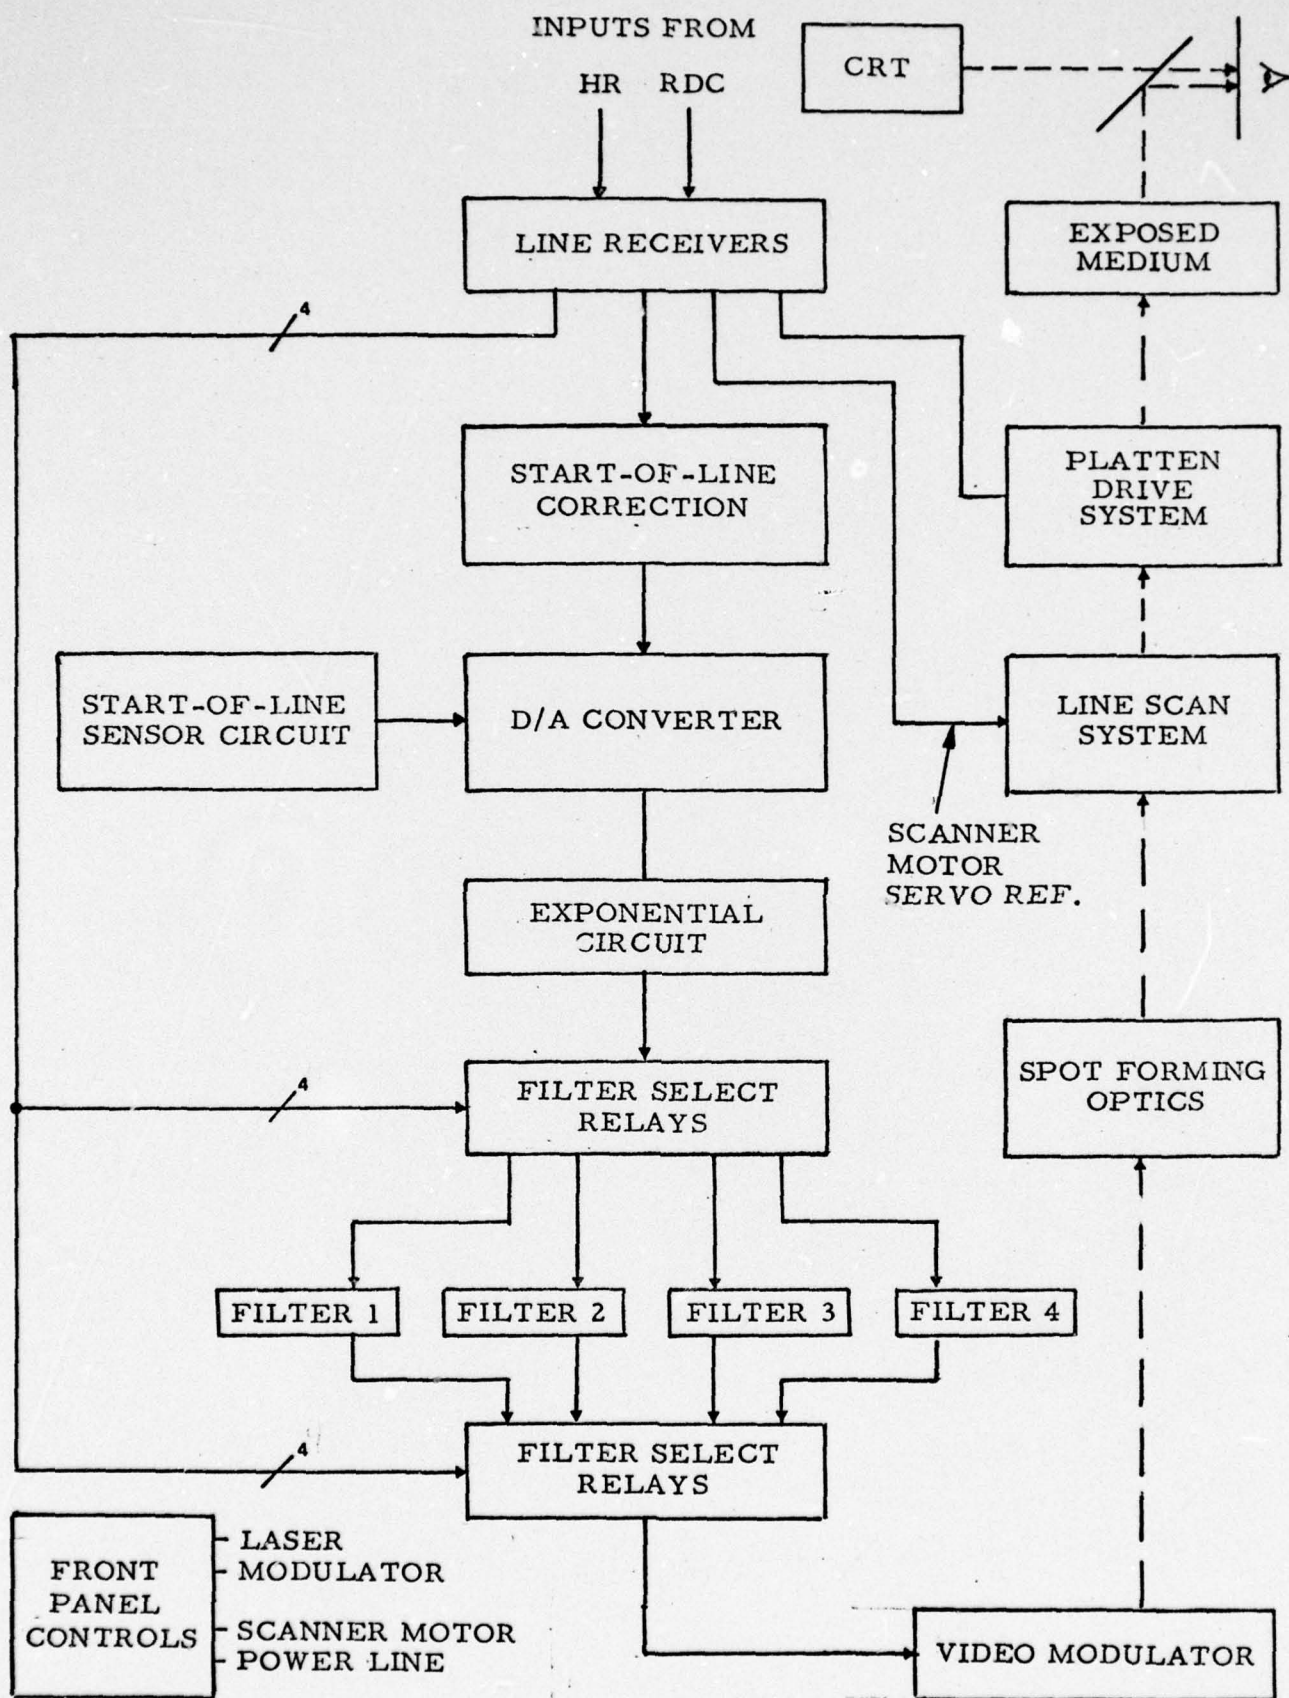 INPUTS FROM
HR RDC
CRT
LINE RECEIVERS
EXPOSED
MEDIUM
4
START-OF-LINE
CORRECTION
PLATTEN
DRIVE
SYSTEM
START-OF-LINE
SENSOR CIRCUIT
D/A CONVERTER
LINE SCAN
SYSTEM
SCANNER
MOTOR
SERVO REF.
EXPONENTIAL
CIRCUIT
SPOT FORMING
OPTICS
4
FILTER SELECT
RELAYS
FILTER 1
FILTER 2
FILTER 3
FILTER 4
4
FILTER SELECT
RELAYS
FRONT
PANEL
CONTROLS
LASER
MODULATOR
SCANNER MOTOR
POWER LINE
VIDEO MODULATOR